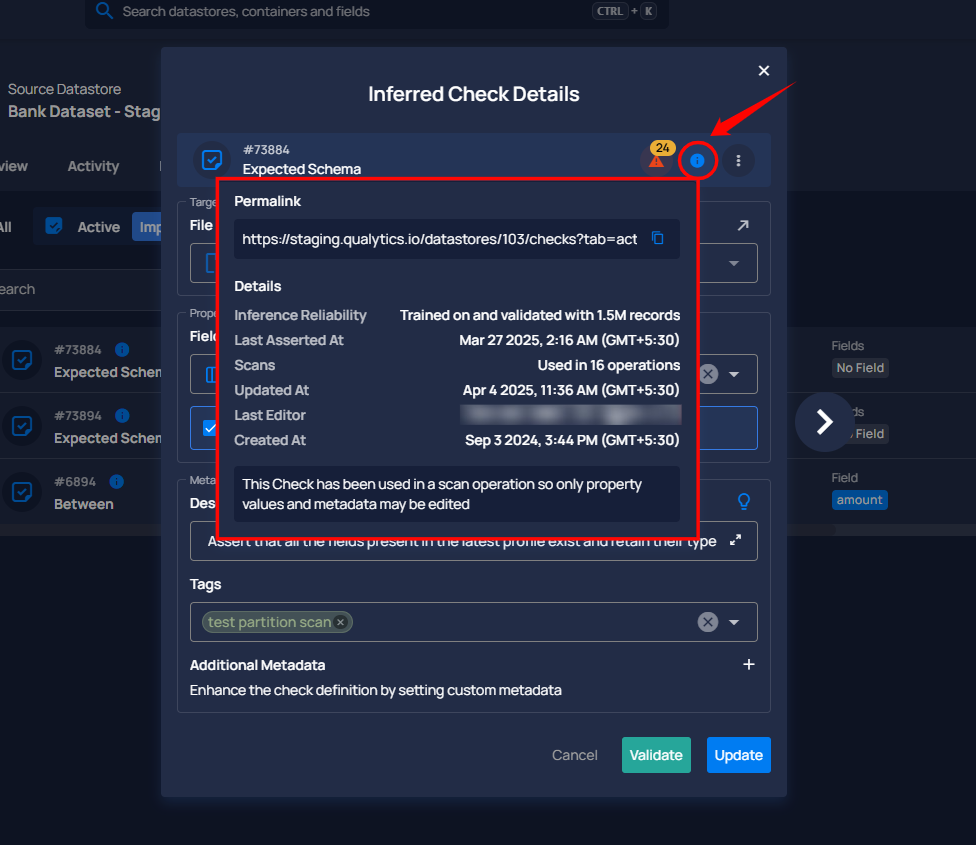 Search datastores, containers and fields
CTRL + K
Source Datastore
Bank Dataset - Stag
view
Activity
All
Active
Imp
earch
#73884
Expected Schem
#73894
Expected Schem
#6894
Between
Inferred Check Details
#73884
Expected Schema
24
Targe
File
Permalink
https://staging.qualytics.io/datastores/103/checks?tab=act
Details
Inference Reliability Trained on and validated with 1.5M records
Last Asserted At Mar 27 2025, 2:16 AM (GMT+5:30)
Scans Used in 16 operations
Updated At Apr 4 2025, 11:36 AM (GMT+5:30)
Last Editor
Created At Sep 3 2024, 3:44 PM (GMT+5:30)
This Check has been used in a scan operation so only property
values and metadata may be edited
Prope
Field
Meta
Des
Assert that all the fields present in the latest profile exist and retain their type
Tags
test partition scan
Additional Metadata
Enhance the check definition by setting custom metadata
Cancel
Validate
Update
Fields
No Field
ds
Field
Field
amount